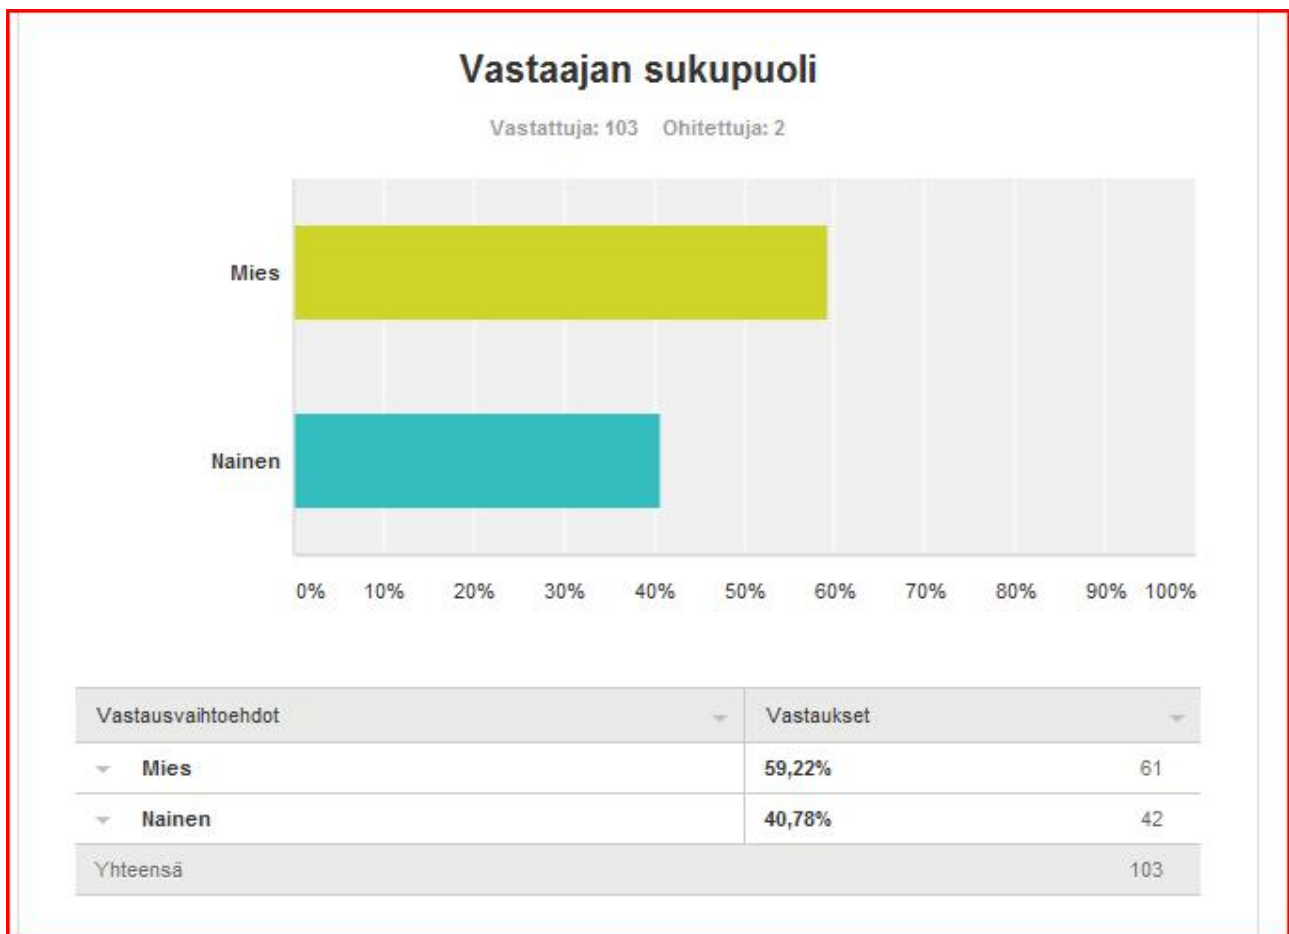 Vastaajan sukupuoli
Vastattuja: 103 Ohitettuja: 2
Mies
Nainen
0% 10% 20% 30% 40% 50% 60% 70% 80% 90% 100%
Vastausvaihtoehdot Vastaukset
Mies 59,22% 61
Nainen 40,78% 42
Yhteensä 103